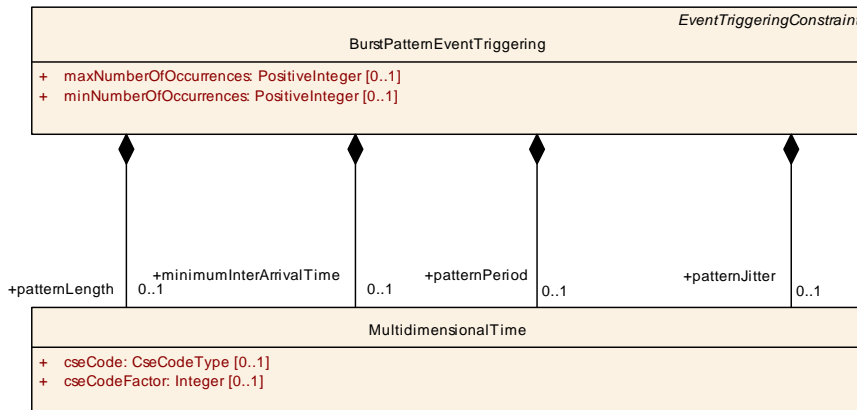 EventTriggeringConstraint
BurstPatternEventTriggering
+ maxNumberOfOccurrences: PositiveInteger [0..1]
+ minNumberOfOccurrences: PositiveInteger [0..1]
+patternLength 0..1
+minimumInterArrivalTime 0..1
+patternPeriod 0..1
+patternJitter 0..1
MultidimensionalTime
+ cseCode: CseCodeType [0..1]
+ cseCodeFactor: Integer [0..1]